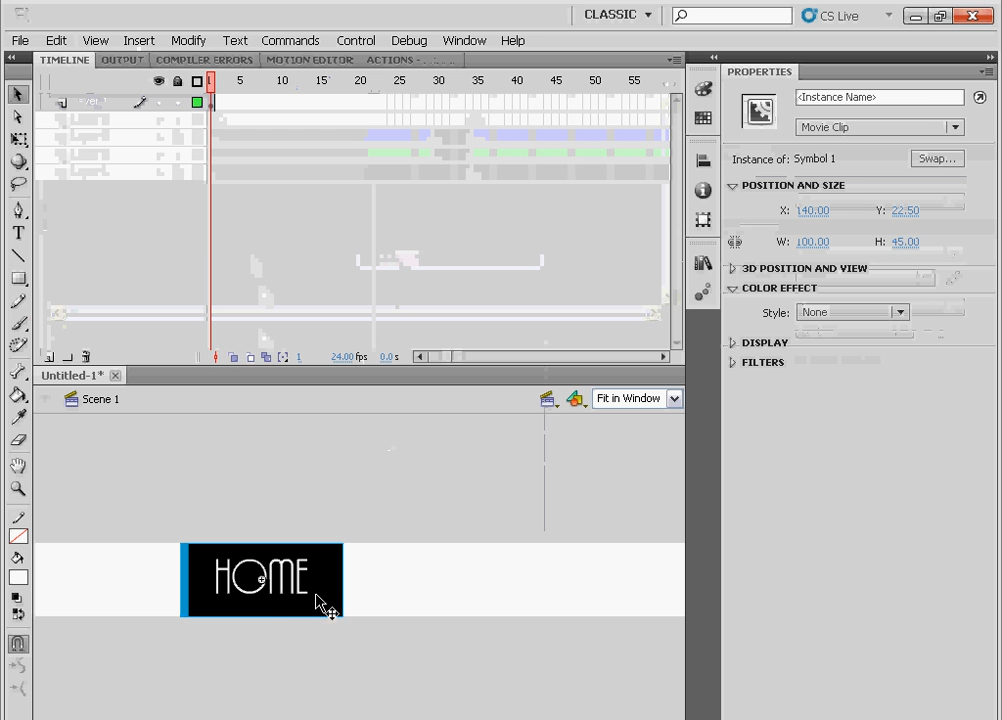 CLASSIC
CS Live
File Edit View Insert Modify Text Commands Control Debug Window Help
TIMELINE OUTPUT COMPILER ERRORS MOTION EDITOR ACTIONS -
PROPERTIES
1 5 10 15 20 25 30 35 40 45 50 55
<Instance Name>
Movie Clip
Instance of: Symbol 1 Swap...
POSITION AND SIZE
X: 140.00 Y: 22.50
W: 100.00 H: 45.00
3D POSITION AND VIEW
COLOR EFFECT
Style: None
DISPLAY
FILTERS
1 24.00 fps 0.0 s
Untitled-1*
Scene 1
Fit in Window
HOME